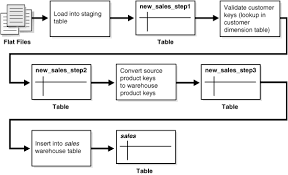 Flat Files
Load into staging
table
new_sales_step1
Table
Validate customer
keys (lookup in
customer
dimension table)
new_sales_step2
Table
Convert source
product keys
to warehouse
product keys
new_sales_step3
Table
Insert into sales
warehouse table
sales
Table